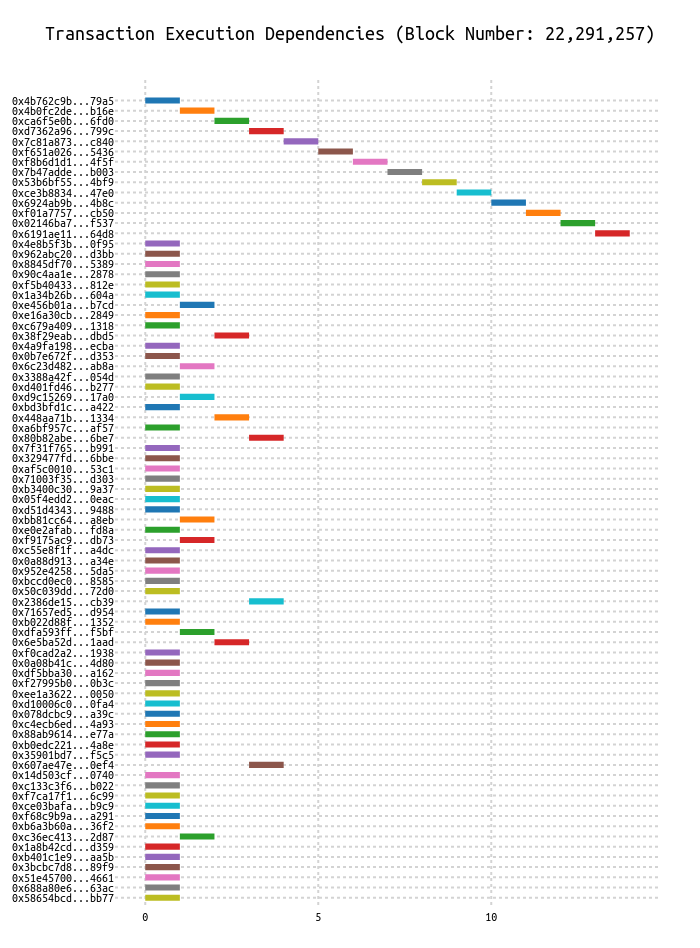 Transaction Execution Dependencies (Block Number: 22,291,257)
0x4b762c9b...79a5
0x4b0fc2de...b16e
0xca6f5e0b...6fd0
0xd7362a96...799c
0x7c81a873...c840
0xf651a026...5436
0xf8b6d1d1...4f5f
0x7b47adde...b003
0x53b6bf55...4bf9
0xce3b8834...47e0
0x6924ab9b...4b8c
0xf01a7757...cb50
0x02146ba7...f537
0x6191ae11...64d8
0x4e8b5f3b...0f95
0x962abc20...d3bb
0x8845df70...5389
0x90c4aa1e...2878
0xf5b40433...812e
0x1a34b26b...604a
0xe456b01a...b7cd
0xe16a30cb...2849
0xc679a409...1318
0x38f29eab...dbd5
0x4a9fa198...ecba
0x0b7e672f...d353
0x6c23d482...ab8a
0x3388a42f...054d
0xd401fd46...b277
0xd9c15269...17a0
0xbd3bfd1c...a422
0x448aa71b...1334
0xa6bf957c...af57
0x80b82abe...6be7
0x7f31f765...b991
0x329477fd...6bbe
0xaf5c0010...53c1
0x71003f35...d303
0xb3400c30...9a37
0x05f4edd2...0eac
0xd51d4343...9488
0xbb81cc64...a8eb
0xe0e2afab...fd8a
0xf9175ac9...db73
0xc55e8f1f...a4dc
0x0a88d913...a34e
0x952e4258...5da5
0xbccd0ec0...8585
0x50c039dd...72d0
0x2386de15...cb39
0x71657ed5...d954
0xb022d88f...1352
0xdfa593ff...f5bf
0x6e5ba52d...1aad
0xf0cad2a2...1938
0x0a08b41c...4d80
0xdf5bba30...a162
0xf27995b0...0b3c
0xee1a3622...0050
0xd10006c0...0fa4
0x078dcbc9...a39c
0xc4ecb6ed...4a93
0x88ab9614...e77a
0xb0edc221...4a8e
0x35901bd7...f5c5
0x607ae47e...0ef4
0x14d503cf...0740
0xc133c3f6...b022
0xf7ca17f1...6c99
0xce03bafa...b9c9
0xf68c9b9a...a291
0xb6a3b60a...36f2
0xc36ec413...2d87
0x1a8b42cd...d359
0xb401c1e9...aa5b
0x3bcbc7d8...89f9
0x51e45700...4661
0x688a80e6...63ac
0x58654bcd...bb77
0 5 10